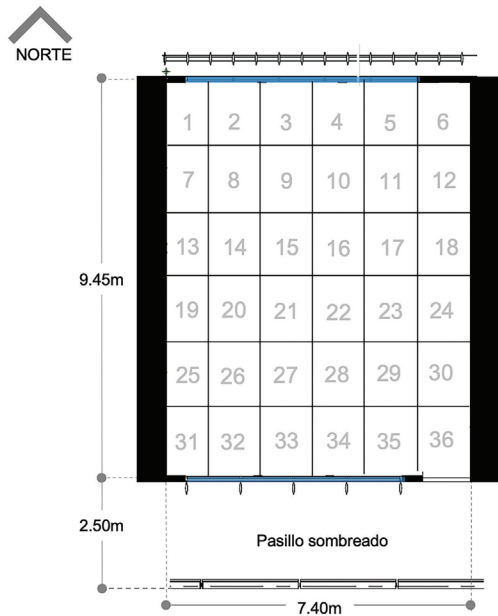 NORTE
1 2 3 4 5 6
7 8 9 10 11 12
13 14 15 16 17 18
9.45m
19 20 21 22 23 24
25 26 27 28 29 30
31 32 33 34 35 36
2.50m
Pasillo sombreado
7.40m